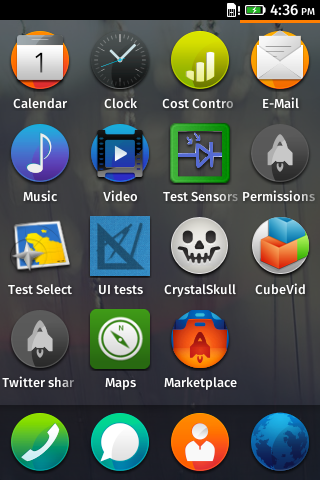 4:36 PM
1
Calendar Clock Cost Contro E-Mail
Music Video Test Sensors Permissions
Test Select UI tests CrystalSkull CubeVid
N
Twitter shar Maps Marketplace